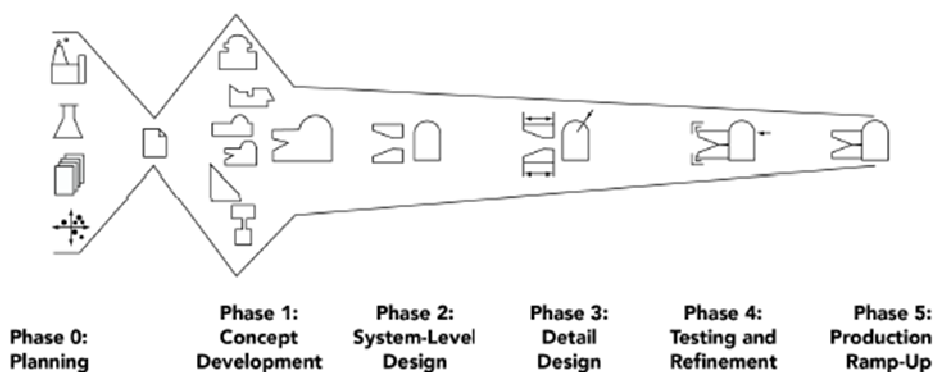 Phase 0:
Planning
Phase 1:
Concept
Development
Phase 2:
System-Level
Design
Phase 3:
Detail
Design
Phase 4:
Testing and
Refinement
Phase 5:
Production
Ramp-Up